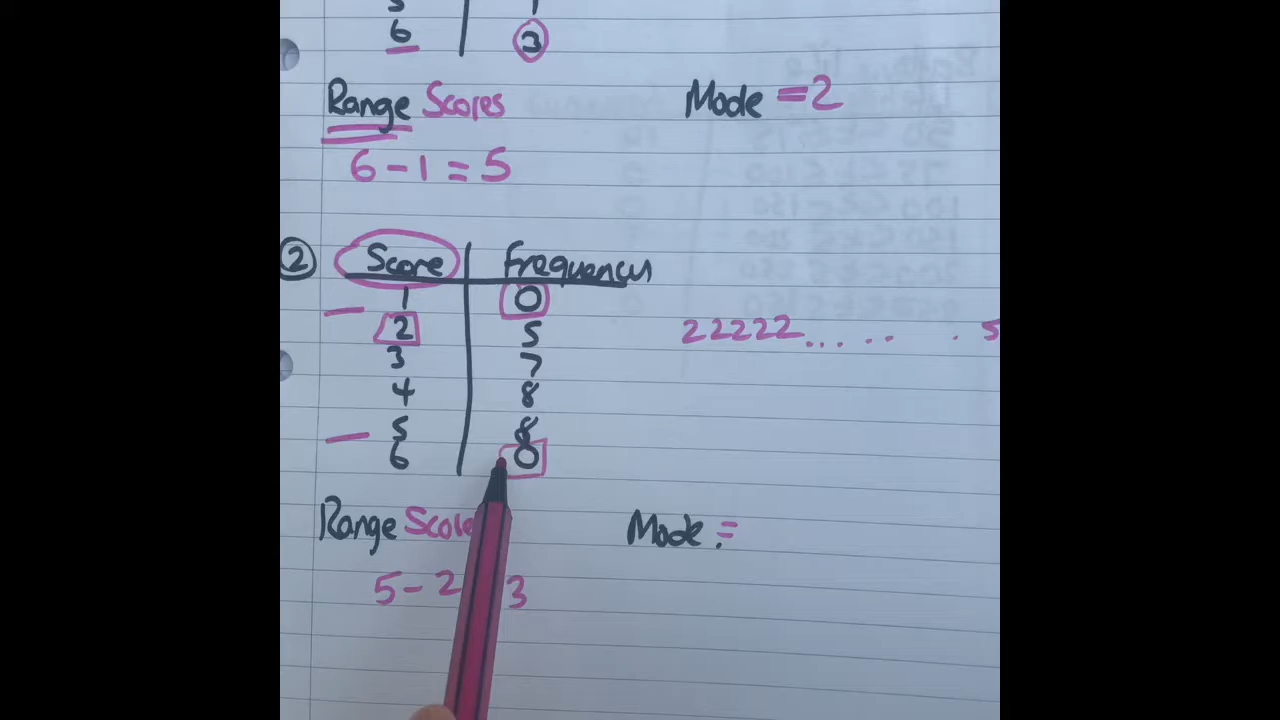 6 3
Range Scores Mode = 2
6 - 1 = 5
2 Score Frequency
1 0
2 5 22222..... . 5
3 7
4 8
5 8
6 0
Range Mode :=
5 - 2 3